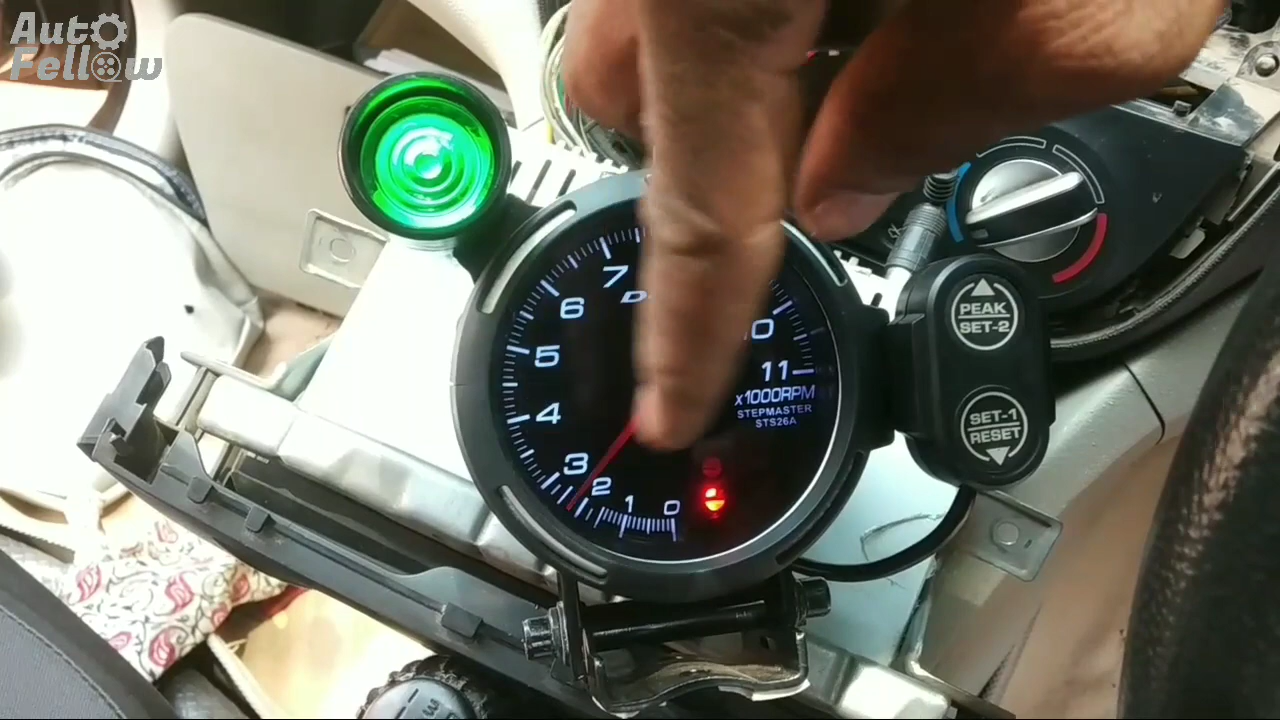 Auto
Fellow
7
6
5
4
3
2
1
0
11
x1000RPM
STEPMASTER
STS26A
PEAK
SET-2
SET-1
RESET